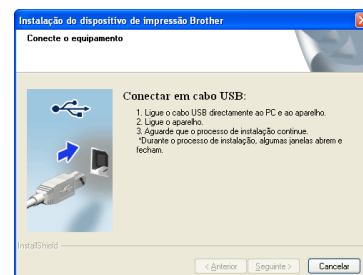 Instalação do dispositivo de impressão Brother
Conecte o equipamento
Conectar em cabo USB:
1. Ligue o cabo USB directamente ao PC e ao aparelho.
2. Ligue o aparelho.
3. Aguarde que o processo de instalação continue.
*Durante o processo de instalação, algumas janelas abrem e
fecham.
InstallShield
< Anterior Seguinte > Cancelar